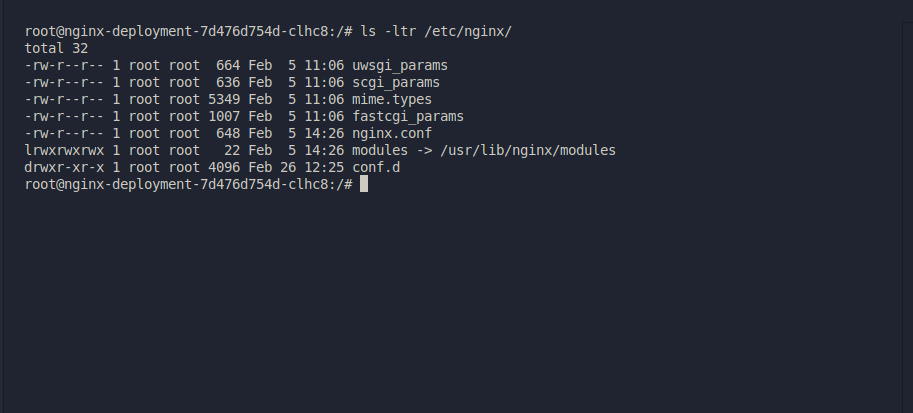 root@nginx-deployment-7d476d754d-clhc8:/# ls -ltr /etc/nginx/
total 32
-rw-r--r-- 1 root root  664 Feb  5 11:06 uwsgi_params
-rw-r--r-- 1 root root  636 Feb  5 11:06 scgi_params
-rw-r--r-- 1 root root 5349 Feb  5 11:06 mime.types
-rw-r--r-- 1 root root 1007 Feb  5 11:06 fastcgi_params
-rw-r--r-- 1 root root  648 Feb  5 14:26 nginx.conf
lrwxrwxrwx 1 root root   22 Feb  5 14:26 modules -> /usr/lib/nginx/modules
drwxr-xr-x 1 root root 4096 Feb 26 12:25 conf.d
root@nginx-deployment-7d476d754d-clhc8:/#